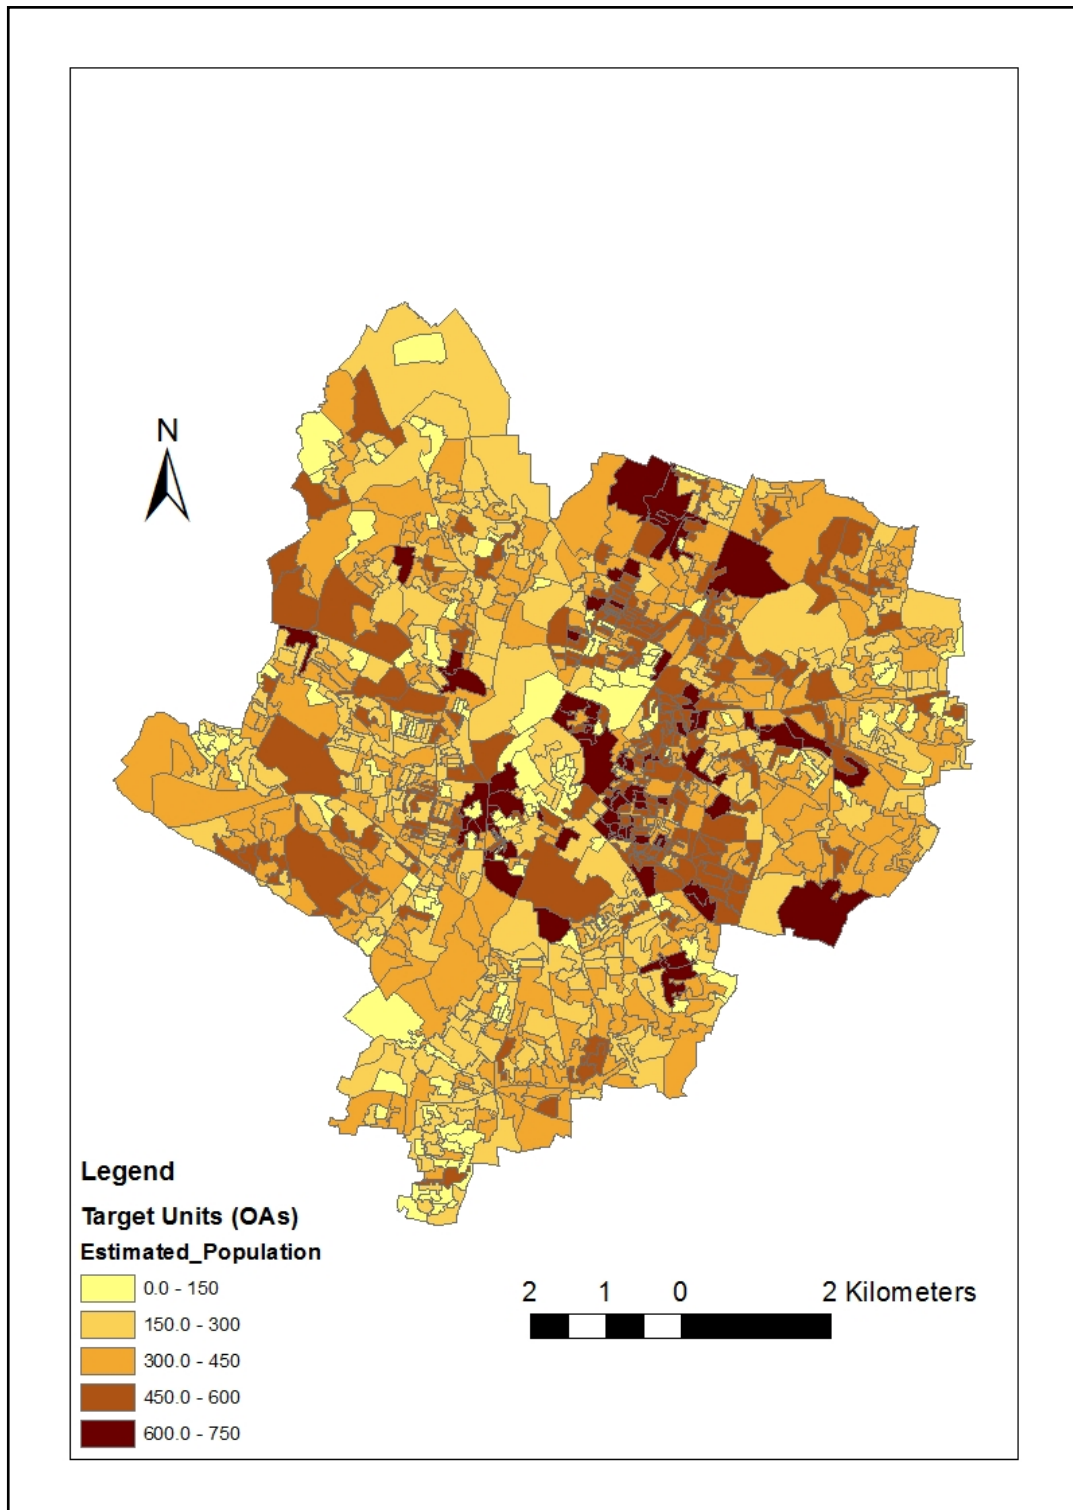 N
Legend
Target Units (OAs)
Estimated_Population
0.0 - 150
150.0 - 300
300.0 - 450
450.0 - 600
600.0 - 750
2 1 0 2 Kilometers